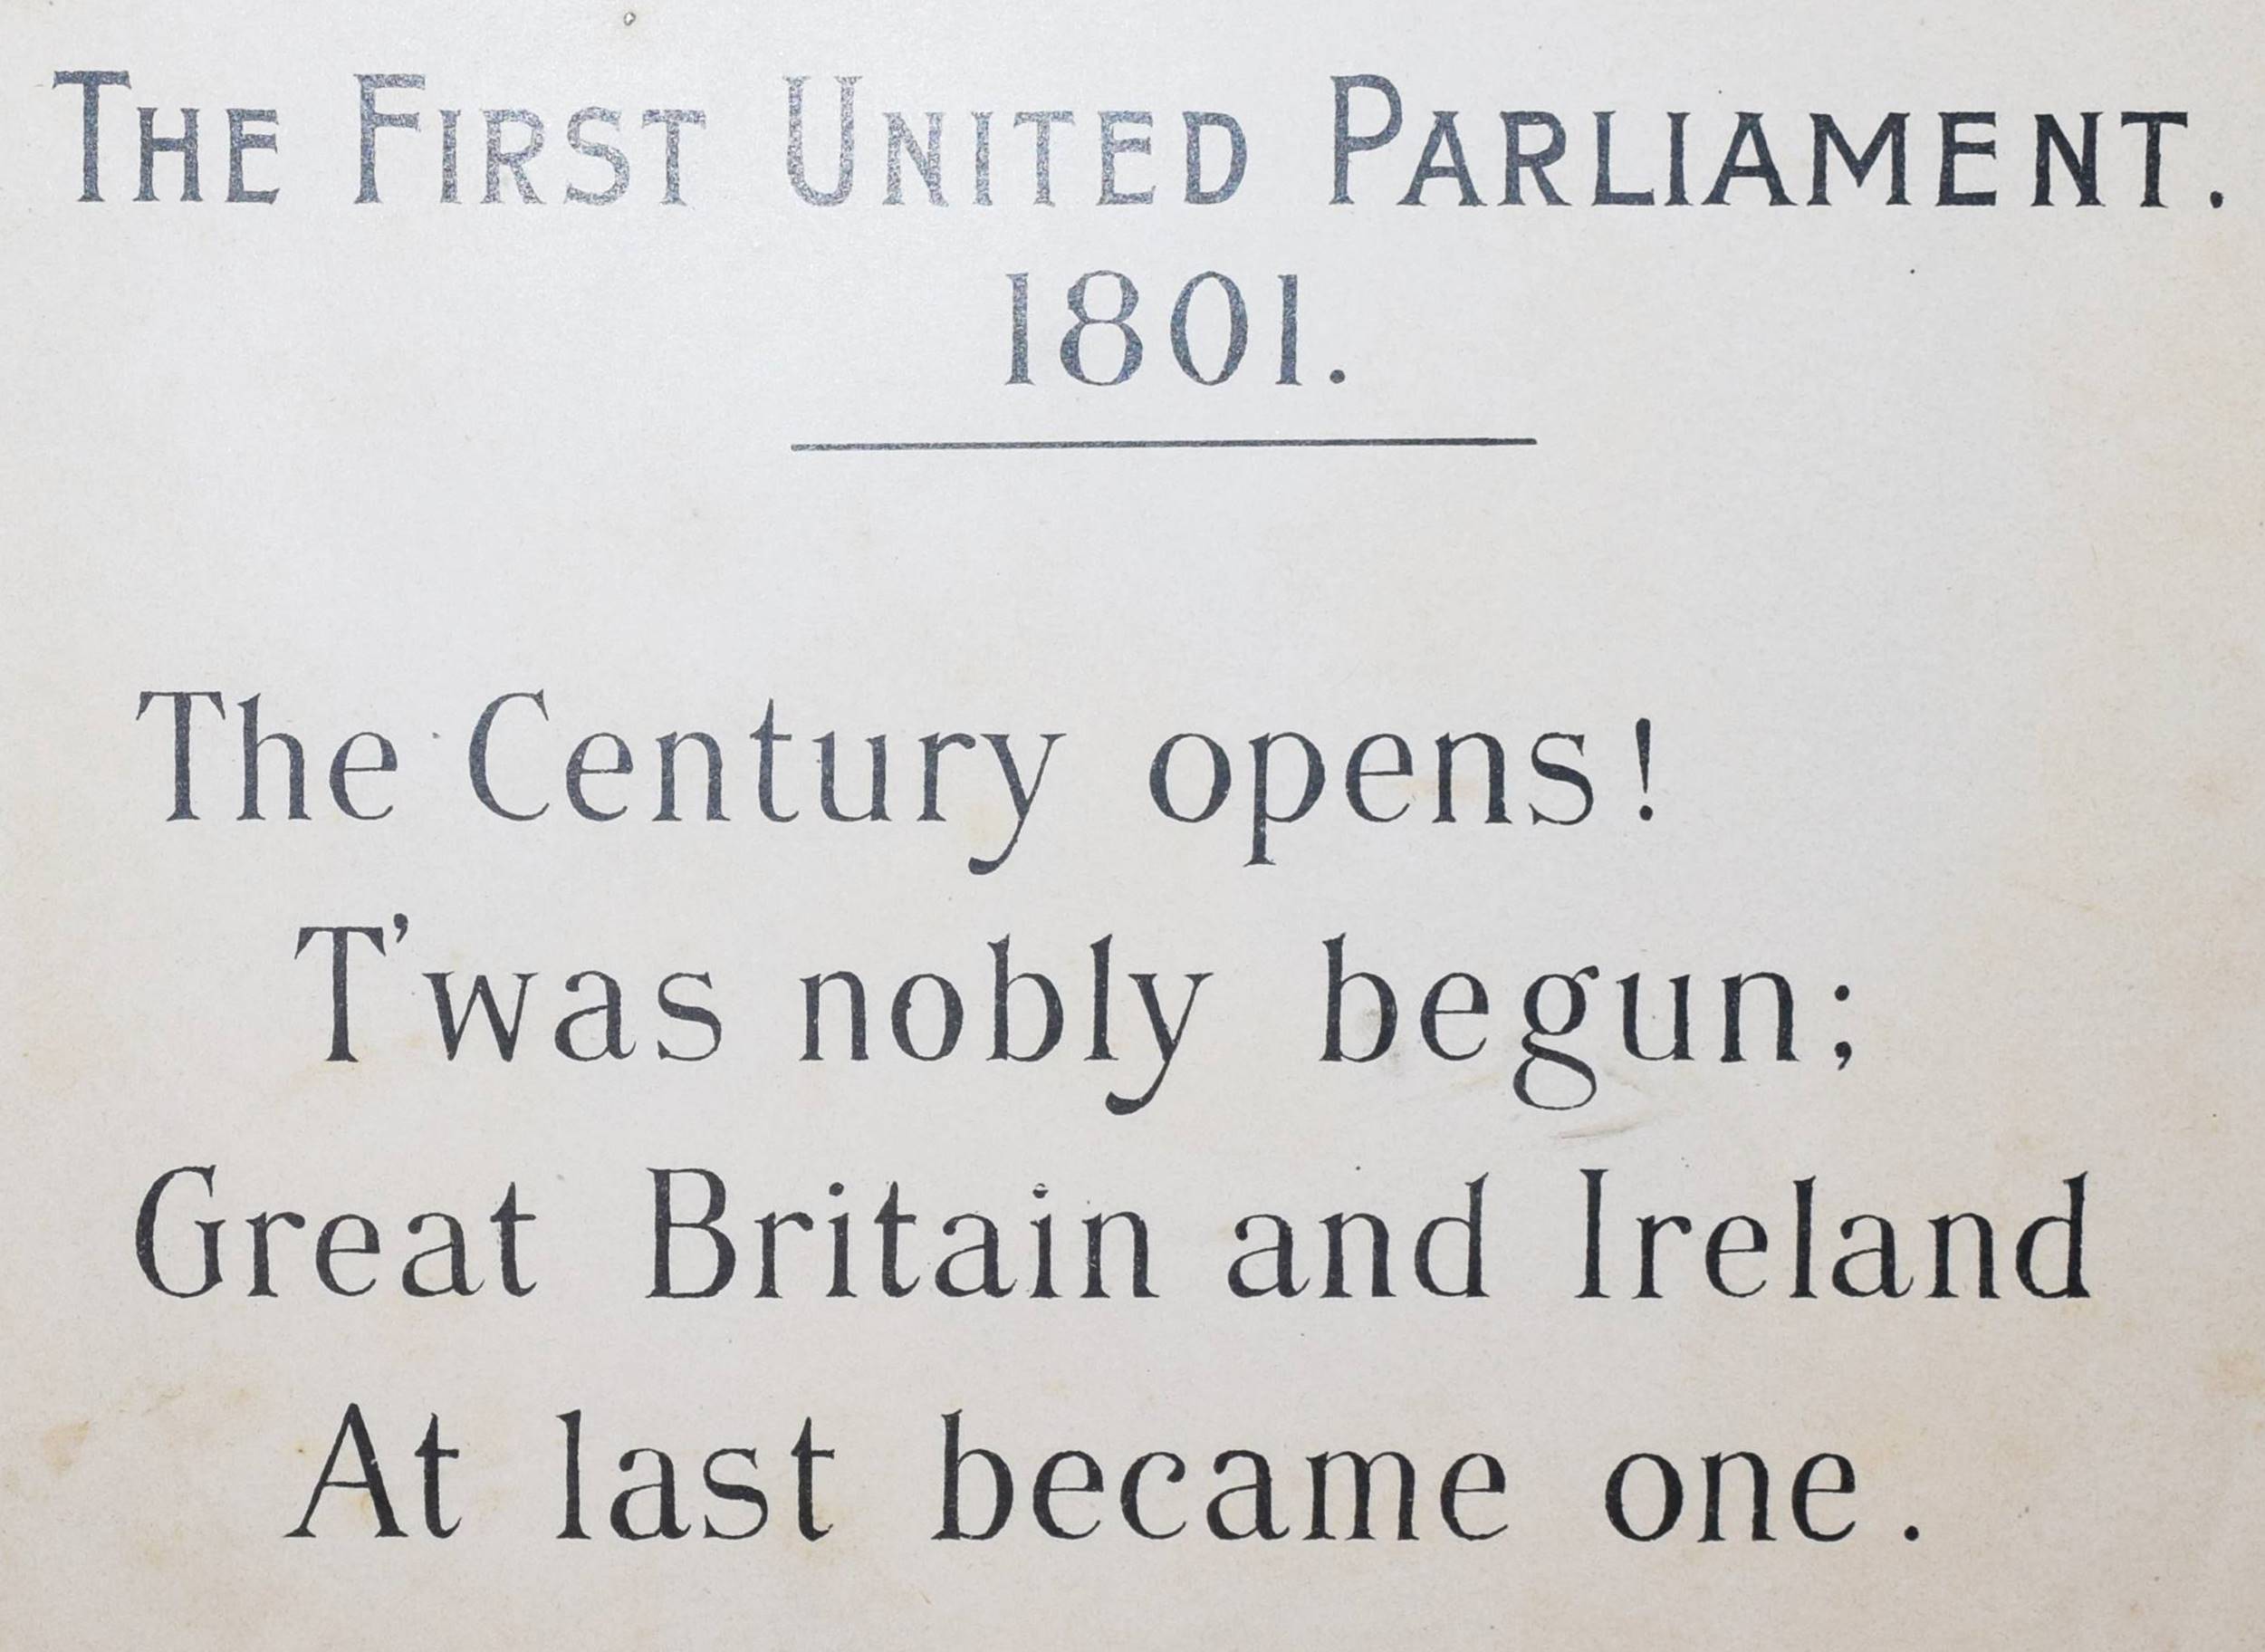 THE FIRST UNITED PARLIAMENT.
1801.
The Century opens!
T'was nobly begun;
Great Britain and Ireland
At last became one.